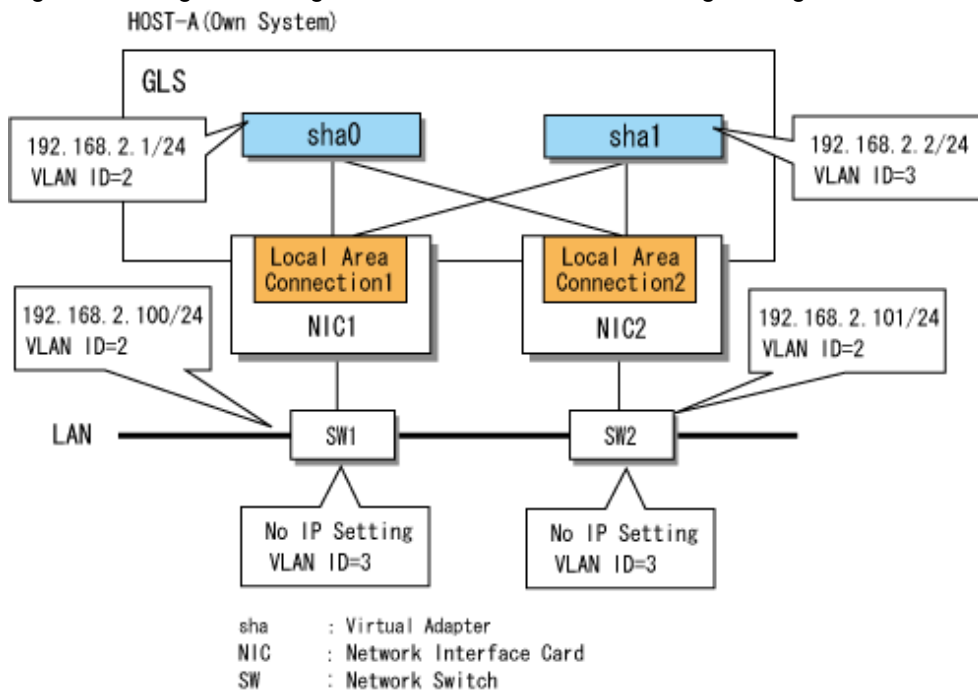 HOST-A(Own System)
GLS
sha0
sha1
192.168.2.1/24
VLAN ID=2
192.168.2.2/24
VLAN ID=3
Local Area
Connection1
Local Area
Connection2
NIC1
NIC2
192.168.2.100/24
VLAN ID=2
192.168.2.101/24
VLAN ID=2
LAN
SW1
SW2
No IP Setting
VLAN ID=3
No IP Setting
VLAN ID=3
sha : Virtual Adapter
NIC : Network Interface Card
SW : Network Switch